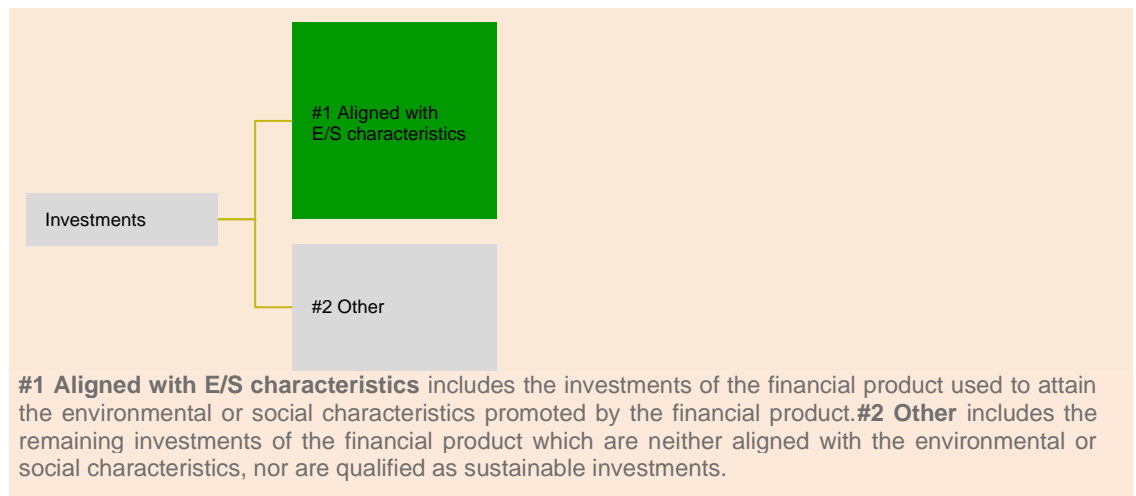 #1 Aligned with
E/S characteristics
Investments
#2 Other
#1 Aligned with E/S characteristics includes the investments of the financial product used to attain
the environmental or social characteristics promoted by the financial product.#2 Other includes the
remaining investments of the financial product which are neither aligned with the environmental or
social characteristics, nor are qualified as sustainable investments.